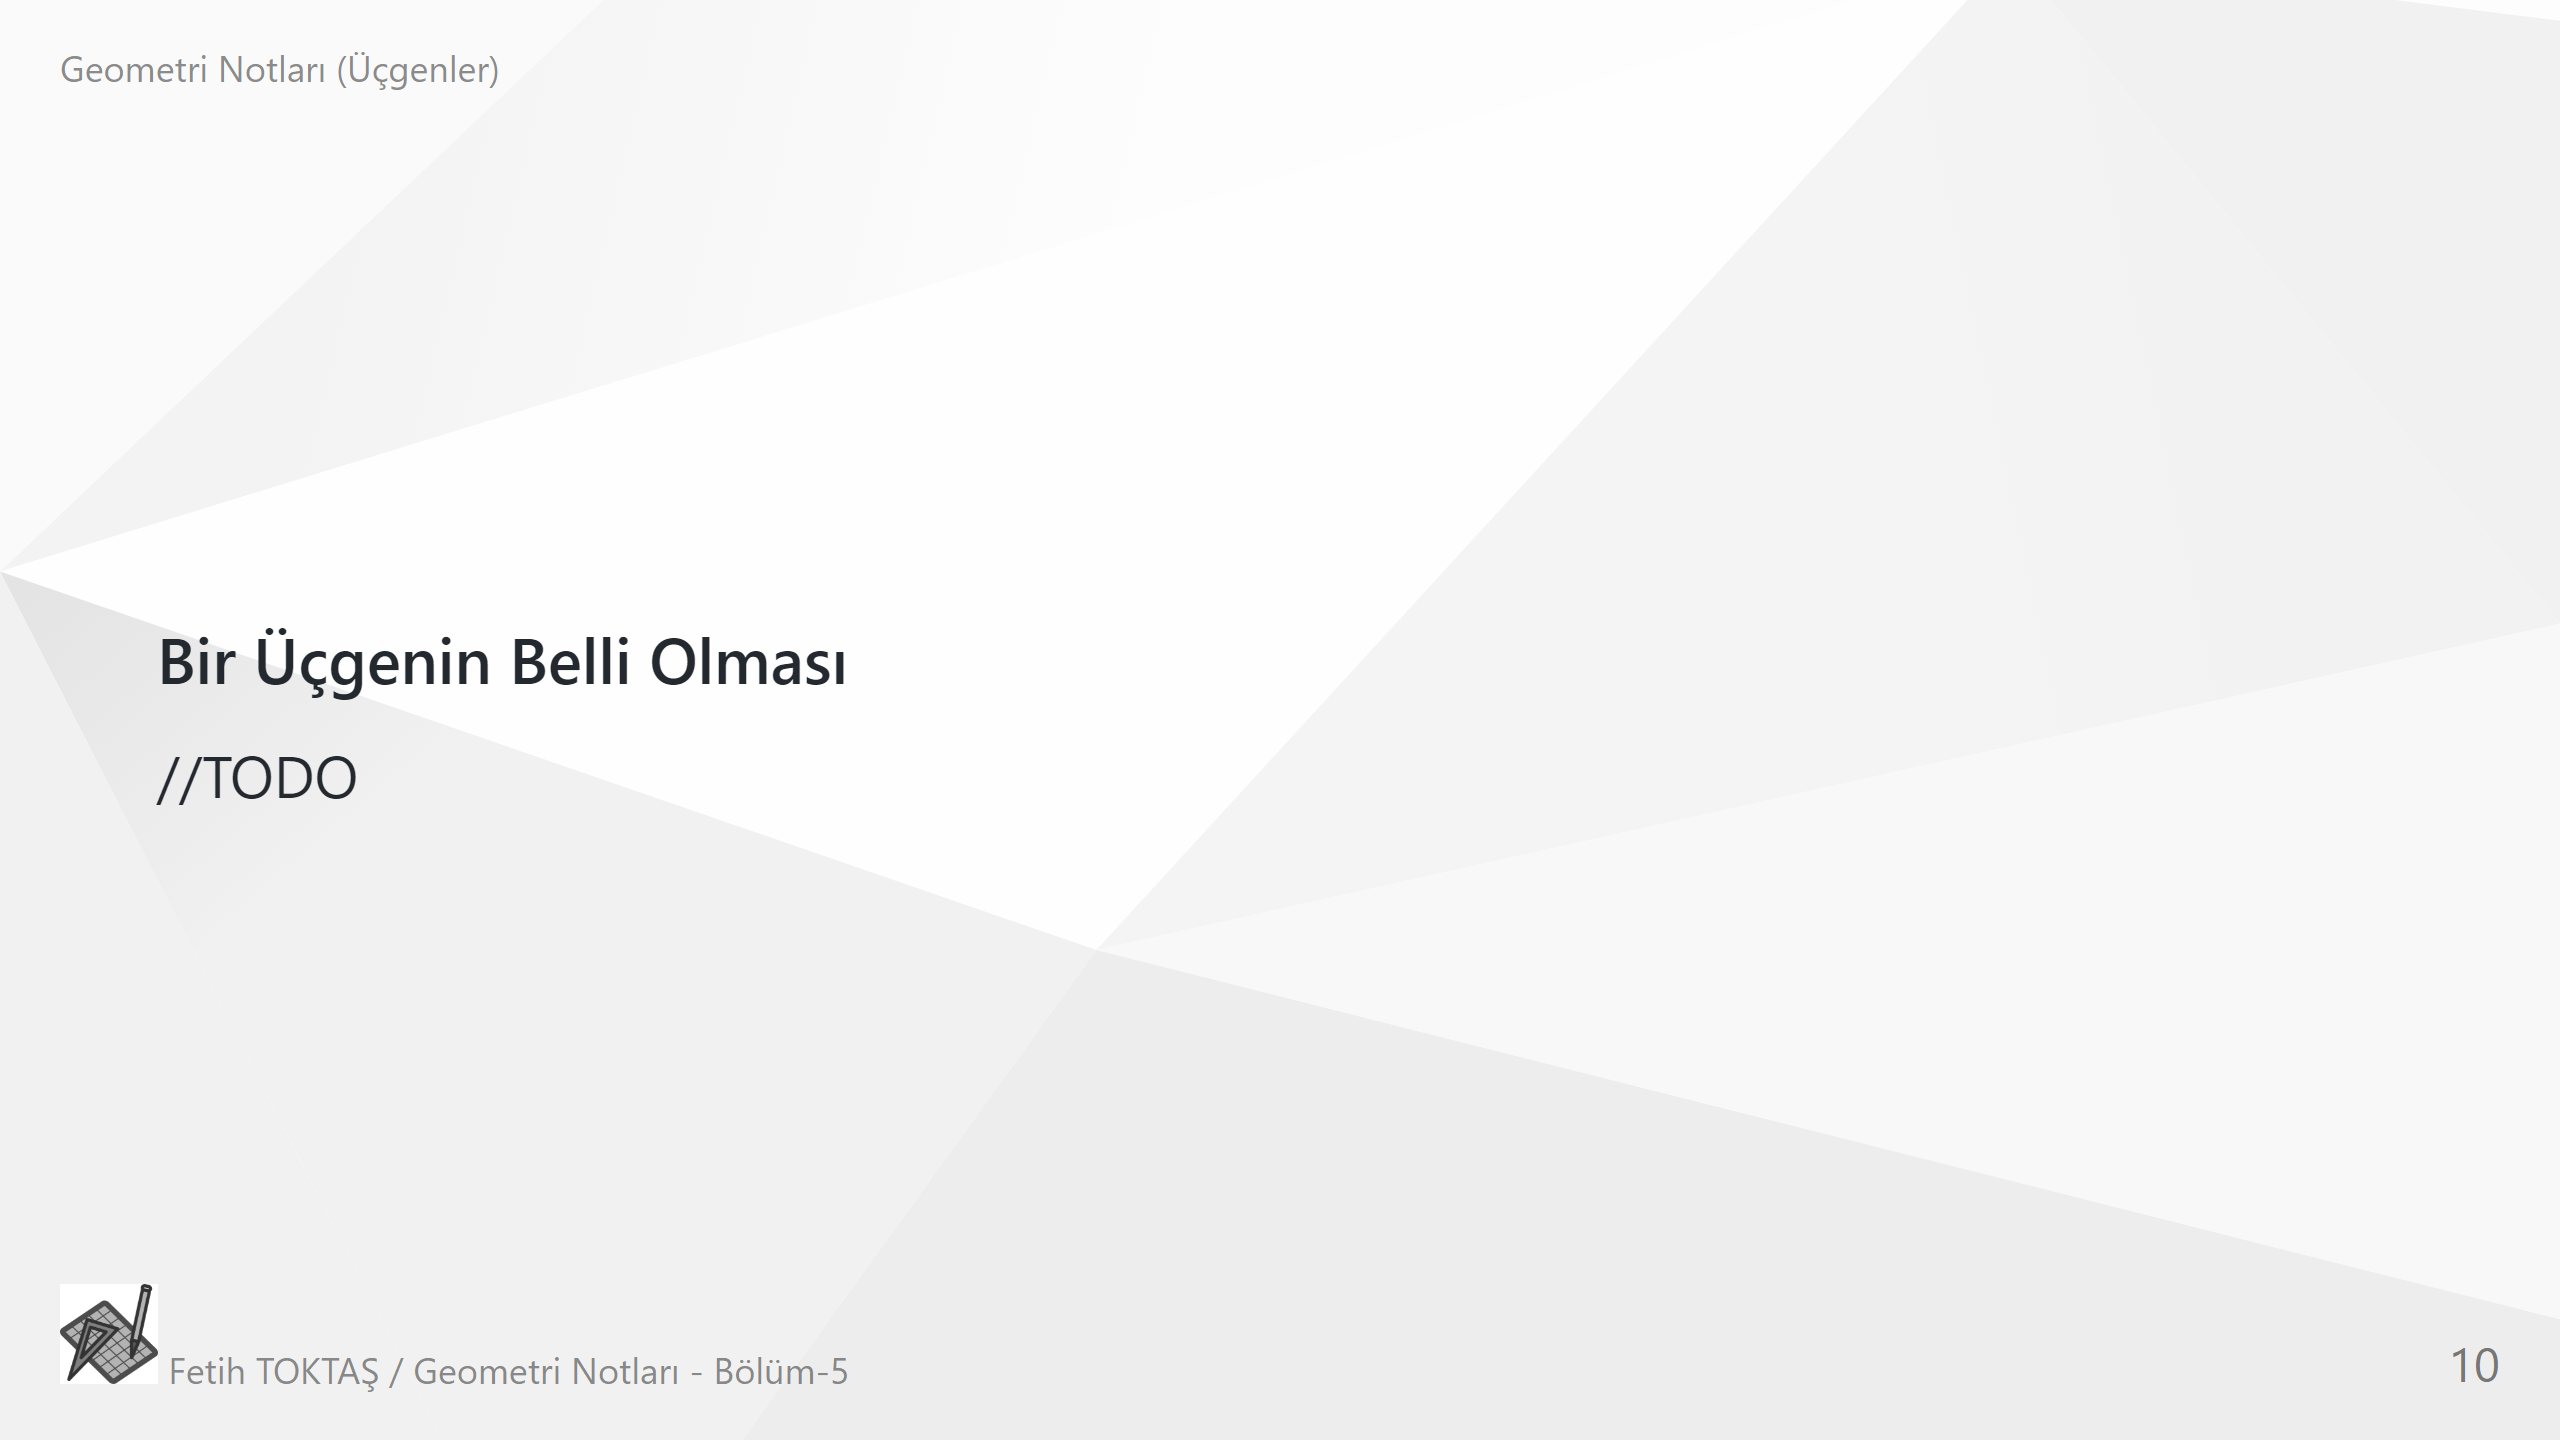 Geometri Notları (Üçgenler)
Bir Üçgenin Belli Olması
//TODO
Fetih TOKTAŞ / Geometri Notları - Bölüm-5
10